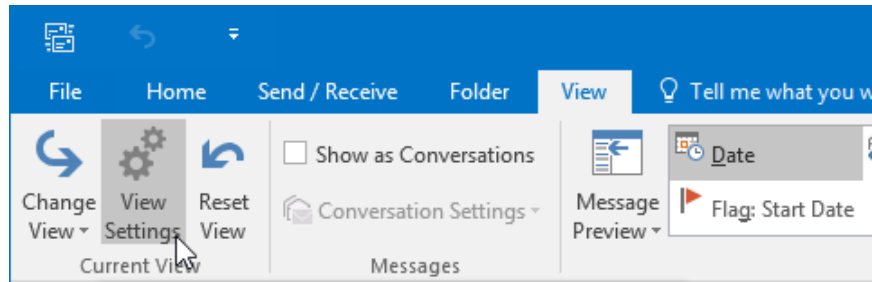 File Home Send / Receive Folder View Tell me what you w
Show as Conversations Date
Change View Reset Conversation Settings Message Flag: Start Date
View Settings View Preview
Current View Messages